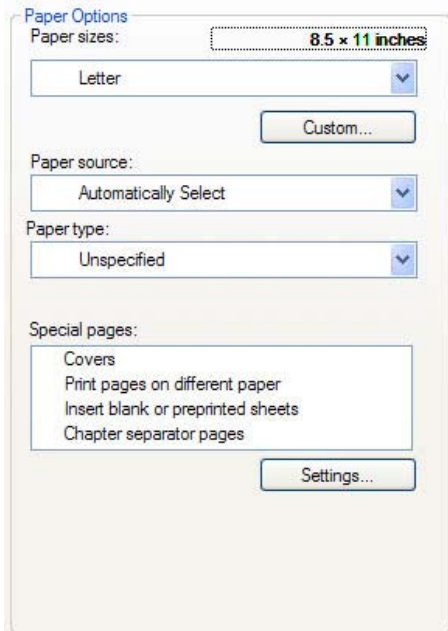 Paper Options
Paper sizes: 8.5 × 11 inches
Letter
Custom...
Paper source:
Automatically Select
Paper type:
Unspecified
Special pages:
Covers
Print pages on different paper
Insert blank or preprinted sheets
Chapter separator pages
Settings...